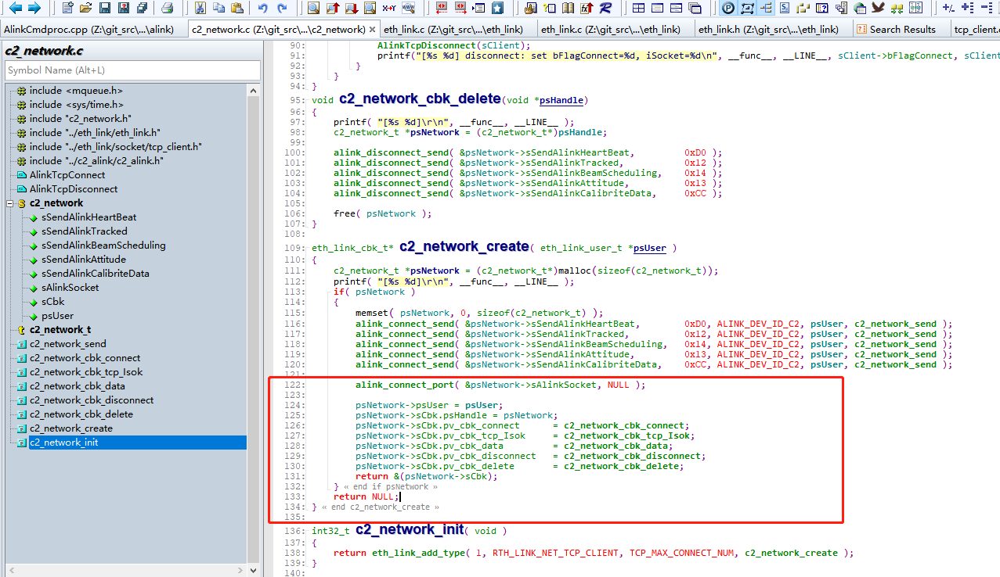 AlinkCmdproc.cpp (Z:\git_src\...\alink)
c2_network.c (Z:\git_src\...\c2_network) ×
eth_link.c (Z:\git_src\...\eth_link)
eth_link.c (Z:\git_src\...\eth_link)
eth_link.h (Z:\git_src\...\eth_link)
Search Results
tcp_client.c
c2_network.c
Symbol Name (Alt+L)
include <mqueue.h>
include <sys/time.h>
include "c2_network.h"
include "../eth_link/eth_link.h"
include "../eth_link/socket/tcp_client.h"
include "../c2_alink/c2_alink.h"
AlinkTcpConnect
AlinkTcpDisconnect
c2_network
sSendAlinkHeartBeat
sSendAlinkTracked
sSendAlinkBeamScheduling
sSendAlinkAttitude
sSendAlinkCalibriteData
sAlinkSocket
sCbk
psUser
c2_network_t
c2_network_send
c2_network_cbk_connect
c2_network_cbk_tcp_Isok
c2_network_cbk_data
c2_network_cbk_disconnect
c2_network_cbk_delete
c2_network_create
c2_network_init
90: AlinkTcpDisconnect(sClient);
91: printf("[%s %d] disconnect: set bFlagConnect=%d, iSocket=%d\n", __func__, __LINE__, sClient->bFlagConnect, sClient
92: }
93: }
94: }
95: void c2_network_cbk_delete(void *psHandle)
96: {
97: printf( "[%s %d]\r\n", __func__, __LINE__ );
98: c2_network_t *psNetwork = (c2_network_t*)psHandle;
99:
100: alink_disconnect_send( &psNetwork->sSendAlinkHeartBeat, 0xD0 );
101: alink_disconnect_send( &psNetwork->sSendAlinkTracked, 0x12 );
102: alink_disconnect_send( &psNetwork->sSendAlinkBeamScheduling, 0x14 );
103: alink_disconnect_send( &psNetwork->sSendAlinkAttitude, 0x13 );
104: alink_disconnect_send( &psNetwork->sSendAlinkCalibriteData, 0xCC );
105:
106: free( psNetwork );
107: }
108:
109: eth_link_cbk_t* c2_network_create( eth_link_user_t *psUser )
110: {
111: c2_network_t *psNetwork = (c2_network_t*)malloc(sizeof(c2_network_t));
112: printf( "[%s %d]\r\n", __func__, __LINE__ );
113: if( psNetwork )
114: {
115: memset( psNetwork, 0, sizeof(c2_network_t) );
116: alink_connect_send( &psNetwork->sSendAlinkHeartBeat, 0xD0, ALINK_DEV_ID_C2, psUser, c2_network_send );
117: alink_connect_send( &psNetwork->sSendAlinkTracked, 0x12, ALINK_DEV_ID_C2, psUser, c2_network_send );
118: alink_connect_send( &psNetwork->sSendAlinkBeamScheduling, 0x14, ALINK_DEV_ID_C2, psUser, c2_network_send );
119: alink_connect_send( &psNetwork->sSendAlinkAttitude, 0x13, ALINK_DEV_ID_C2, psUser, c2_network_send );
120: alink_connect_send( &psNetwork->sSendAlinkCalibriteData, 0xCC, ALINK_DEV_ID_C2, psUser, c2_network_send );
121:
122: alink_connect_port( &psNetwork->sAlinkSocket, NULL );
123:
124: psNetwork->psUser = psUser;
125: psNetwork->sCbk.psHandle = psNetwork;
126: psNetwork->sCbk.pv_cbk_connect = c2_network_cbk_connect;
127: psNetwork->sCbk.pv_cbk_tcp_Isok = c2_network_cbk_tcp_Isok;
128: psNetwork->sCbk.pv_cbk_data = c2_network_cbk_data;
129: psNetwork->sCbk.pv_cbk_disconnect = c2_network_cbk_disconnect;
130: psNetwork->sCbk.pv_cbk_delete = c2_network_cbk_delete;
131: return &(psNetwork->sCbk);
132: } « end if psNetwork »
133: return NULL;
134: } « end c2_network_create »
135:
136: int32_t c2_network_init( void )
137: {
138: return eth_link_add_type( 1, RTH_LINK_NET_TCP_CLIENT, TCP_MAX_CONNECT_NUM, c2_network_create );
139: }
140: